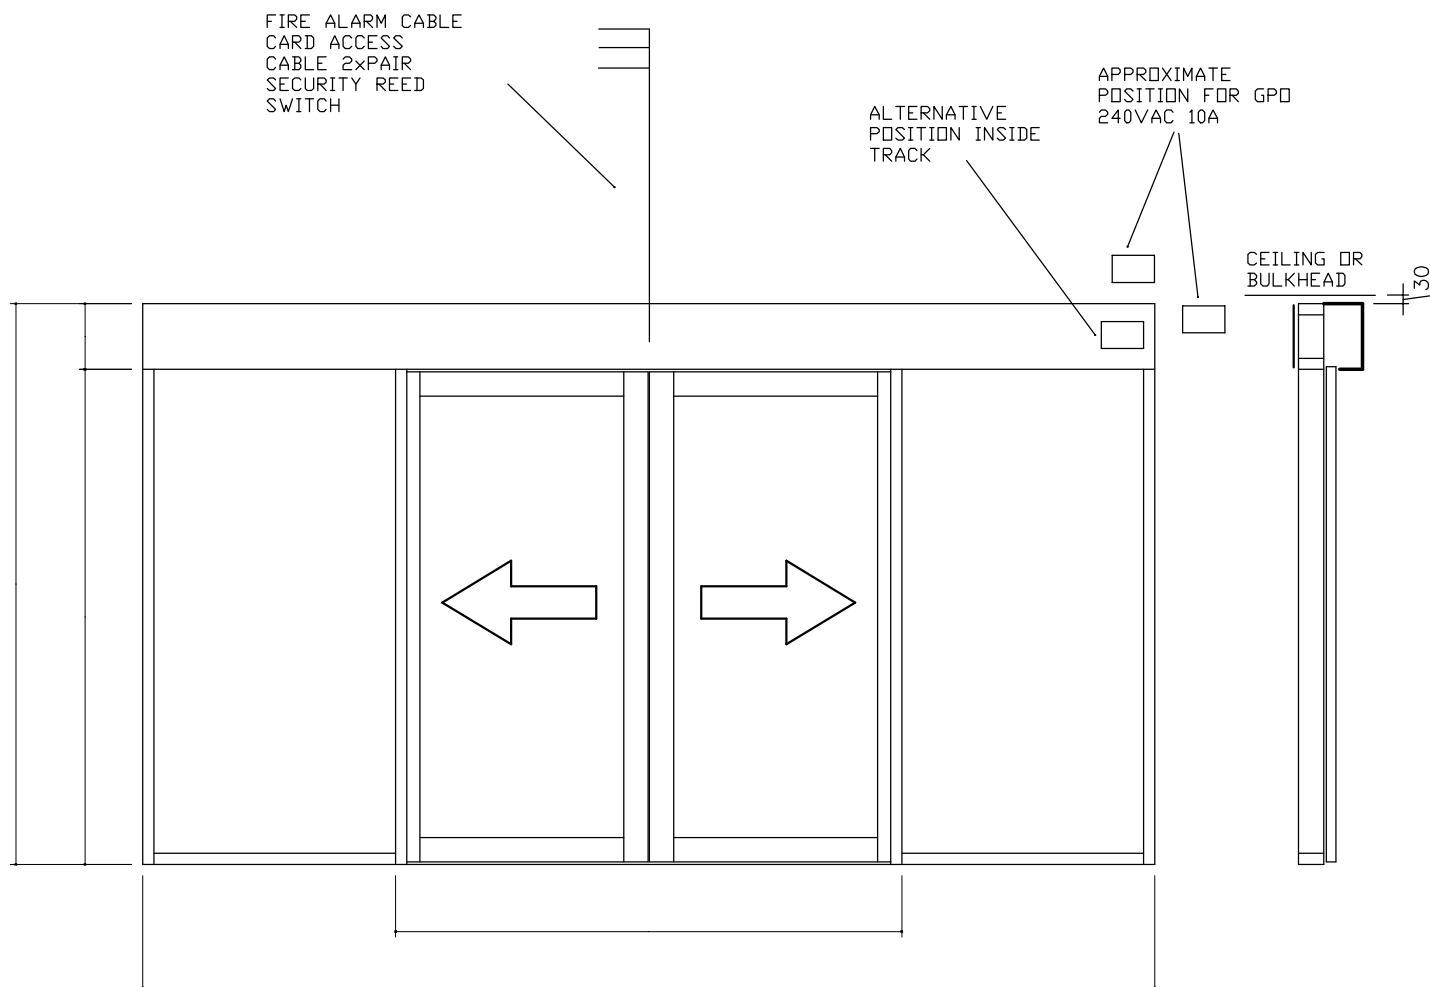 FIRE ALARM CABLE
CARD ACCESS
CABLE 2xPAIR
SECURITY REED
SWITCH
ALTERNATIVE
POSITION INSIDE
TRACK
APPROXIMATE
POSITION FOR GPO
240VAC 10A
CEILING OR
BULKHEAD
30